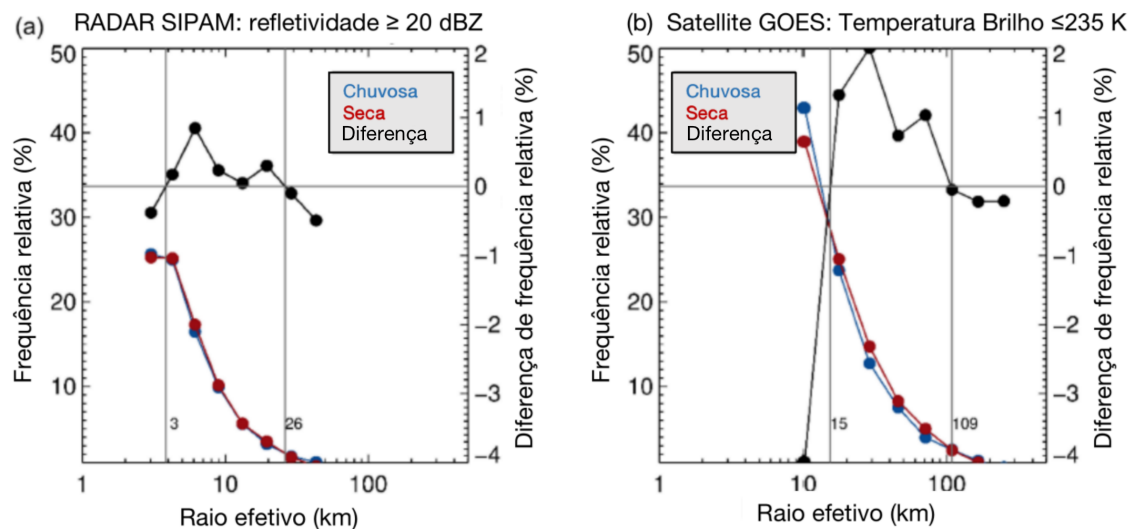 (a) RADAR SIPAM: refletividade ≥ 20 dBZ
50
40
30
20
10
Frequência relativa (%)
2
1
0
−1
−2
−3
−4
Diferença de frequência relativa (%)
Chuvosa
Seca
Diferença
3
26
1
10
100
Raio efetivo (km)
(b) Satellite GOES: Temperatura Brilho ≤235 K
50
40
30
20
10
Frequência relativa (%)
2
1
0
−1
−2
−3
−4
Diferença de frequência relativa (%)
Chuvosa
Seca
Diferença
15
109
1
10
100
Raio efetivo (km)